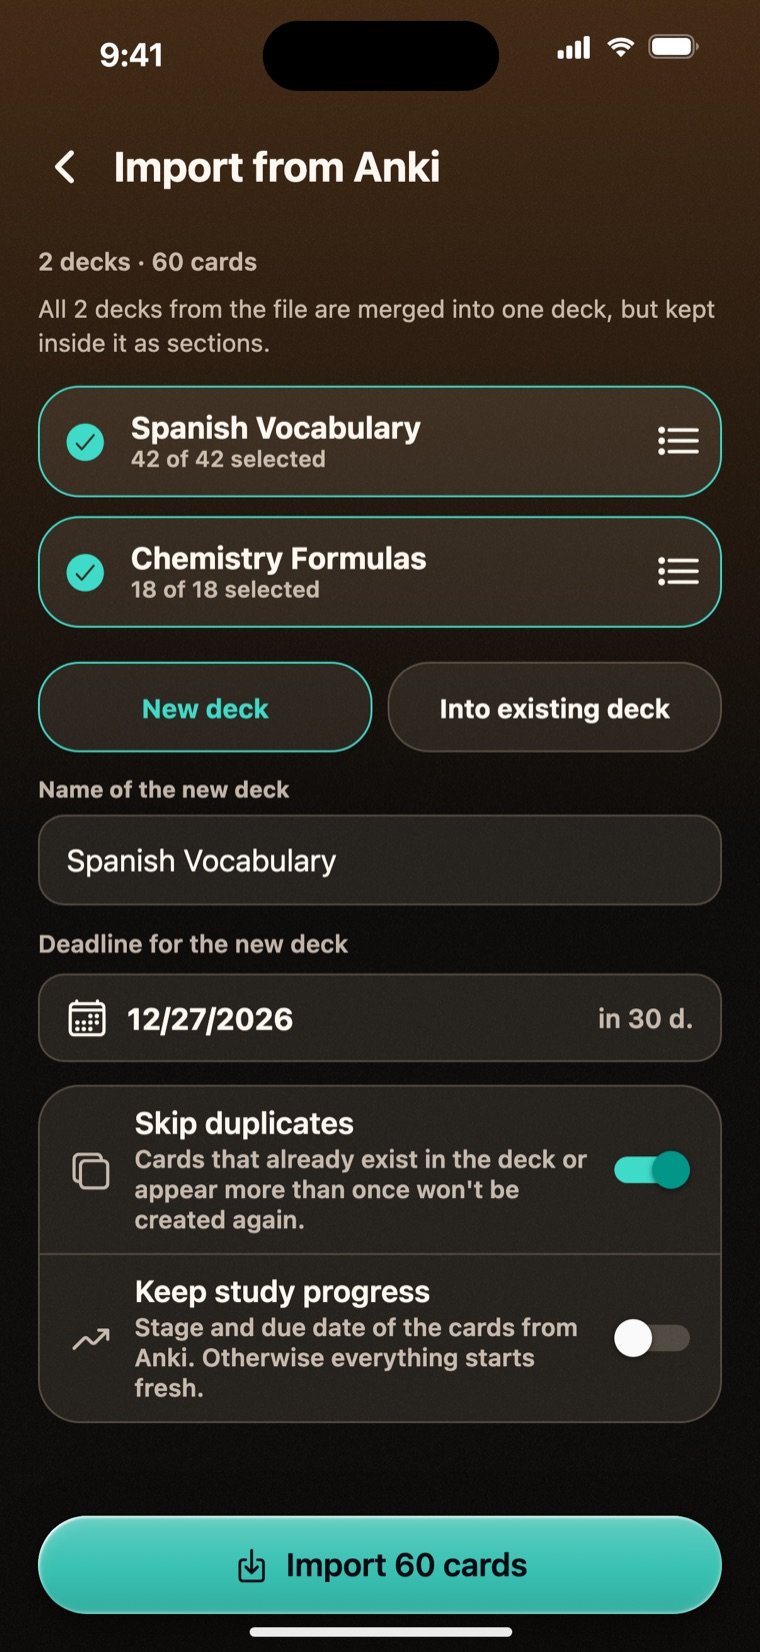 9:41
Import from Anki
2 decks · 60 cards
All 2 decks from the file are merged into one deck, but kept
inside it as sections.
Spanish Vocabulary
42 of 42 selected
Chemistry Formulas
18 of 18 selected
New deck
Into existing deck
Name of the new deck
Spanish Vocabulary
Deadline for the new deck
12/27/2026
in 30 d.
Skip duplicates
Cards that already exist in the deck or
appear more than once won't be
created again.
Keep study progress
Stage and due date of the cards from
Anki. Otherwise everything starts
fresh.
Import 60 cards